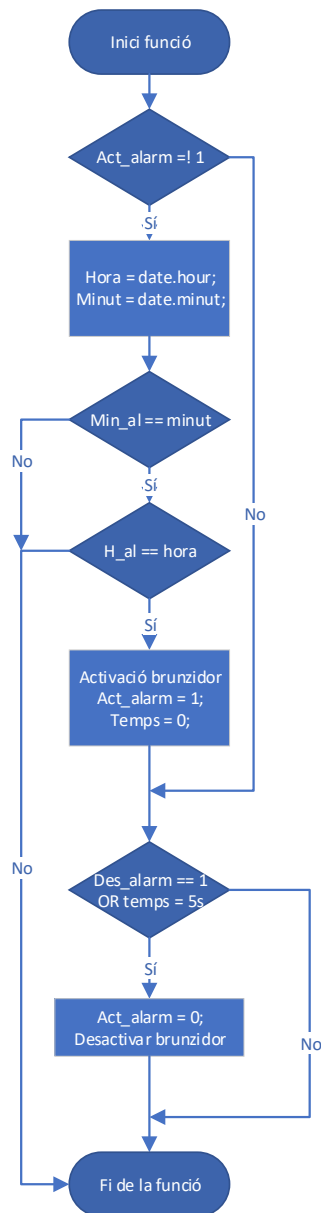 Inici funció
Act_alarm =! 1
Sí
Hora = date.hour;
Minut = date.minut;
Min_al == minut
No
Sí
No
H_al == hora
Sí
Activació brunzidor
Act_alarm = 1;
Temps = 0;
No
Des_alarm == 1
OR temps = 5s
Sí
Act_alarm = 0;
Desactivar brunzidor
No
Fi de la funció